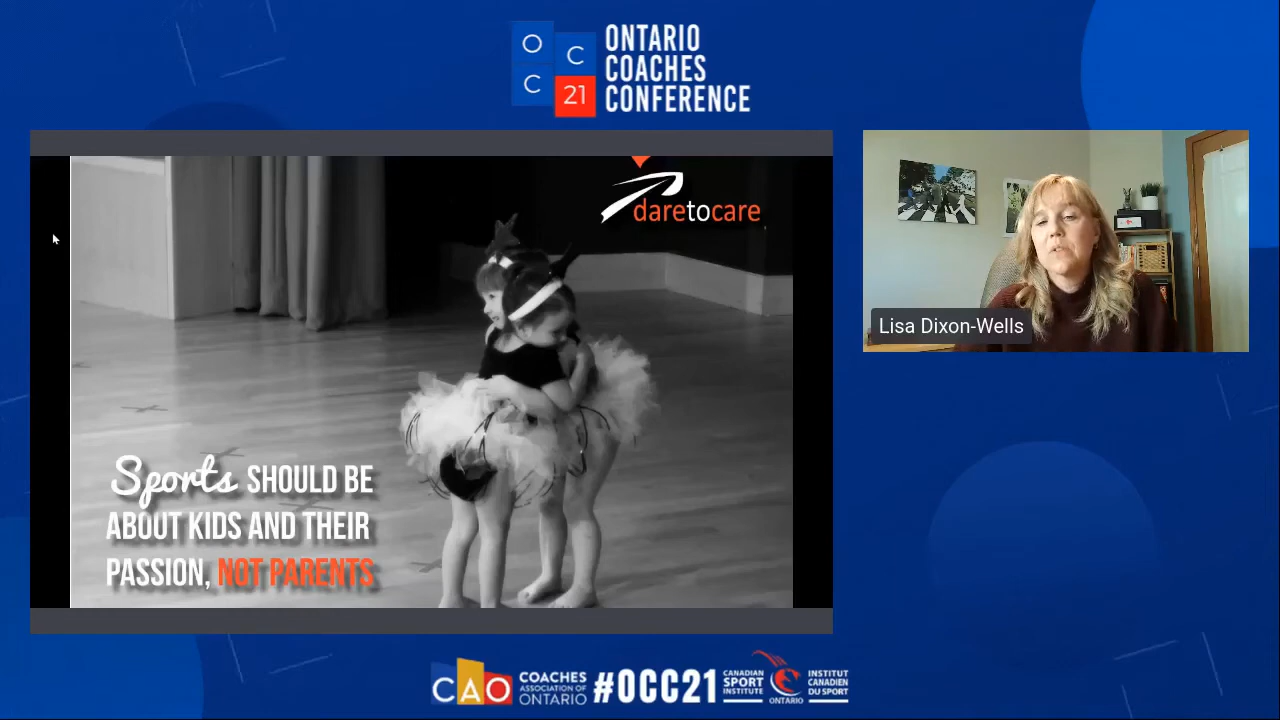 O
C
C
21
ONTARIO
COACHES
CONFERENCE
daretocare
Sports SHOULD BE
ABOUT KIDS AND THEIR
PASSION, NOT PARENTS
Lisa Dixon-Wells
CAO
COACHES
ASSOCIATION OF
ONTARIO
#OCC21
CANADIAN
SPORT
INSTITUTE
ONTARIO
INSTITUT
CANADIEN
DU SPORT